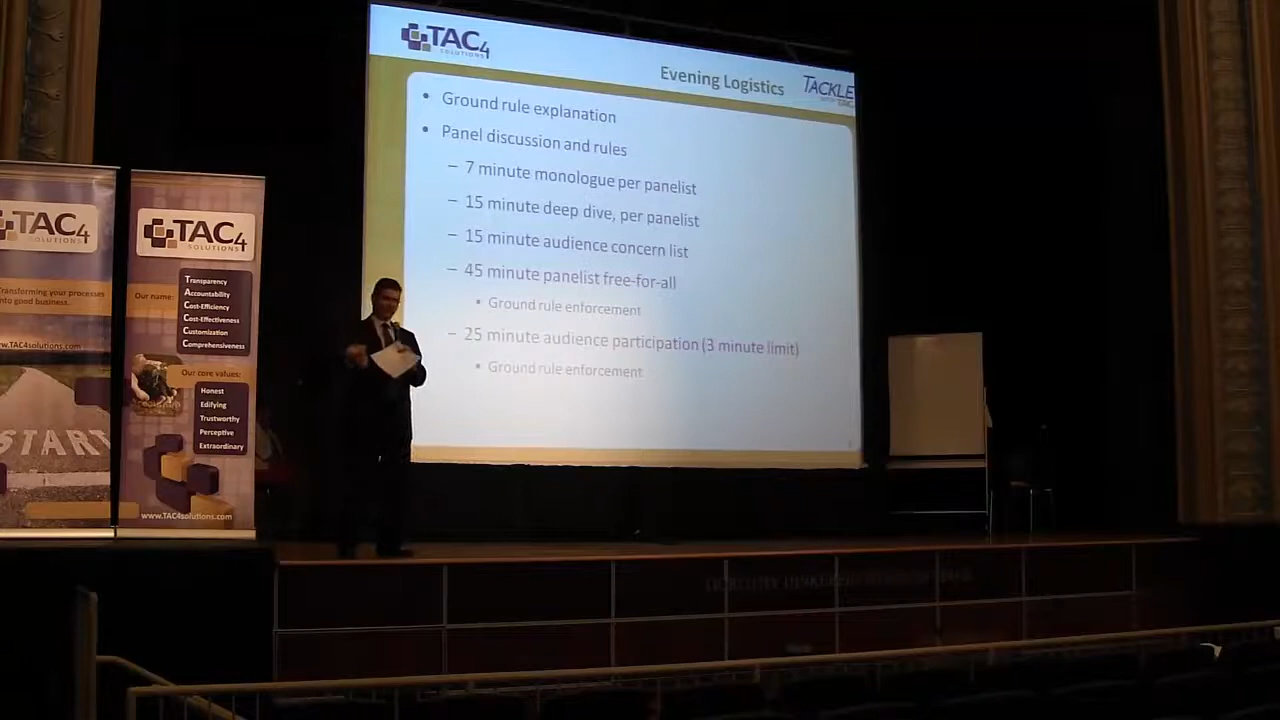 TAC4
SOLUTIONS
Evening Logistics
TACKLE
• Ground rule explanation
• Panel discussion and rules
– 7 minute monologue per panelist
– 15 minute deep dive, per panelist
– 15 minute audience concern list
– 45 minute panelist free-for-all
• Ground rule enforcement
– 25 minute audience participation (3 minute limit)
• Ground rule enforcement
TAC4
SOLUTIONS
Transforming your processes
into good business.
www.TAC4solutions.com
START
TAC4
SOLUTIONS
Our name:
Transparency
Accountability
Cost-Efficiency
Cost-Effectiveness
Customization
Comprehensiveness
Our core values:
Honest
Edifying
Trustworthy
Perceptive
Extraordinary
www.TAC4solutions.com